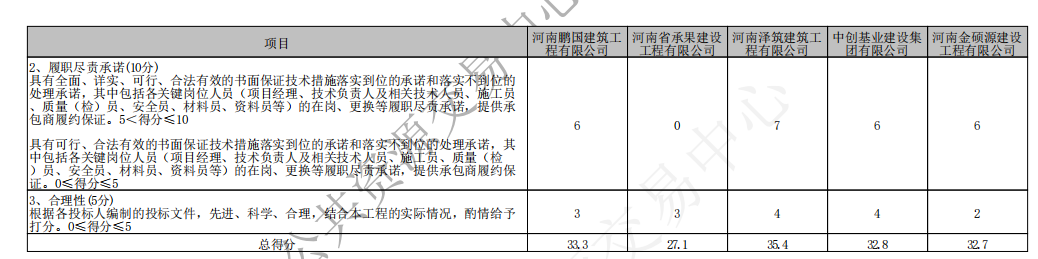 项目
河南鹏国建筑工
程有限公司
河南省承果建设
工程有限公司
河南泽筑建筑工
程有限公司
中创基业建设集
团有限公司
河南金硕源建设
工程有限公司
2、履职尽责承诺(10分)
具有全面、详实、可行、合法有效的书面保证技术措施落实到位的承诺和落实不到位的
处理承诺，其中包括各关键岗位人员（项目经理、技术负责人及相关技术人员、施工员
、质量（检）员、安全员、材料员、资料员等）的在岗、更换等履职尽责承诺，提供承
包商履约保证。5＜得分≤10
具有可行、合法有效的书面保证技术措施落实到位的承诺和落实不到位的处理承诺，其
中包括各关键岗位人员（项目经理、技术负责人及相关技术人员、施工员、质量（检
）员、安全员、材料员、资料员等）的在岗、更换等履职尽责承诺，提供承包商履约保
证。0≤得分≤5
6
0
7
6
6
3、合理性(5分)
根据各投标人编制的投标文件，先进、科学、合理，结合本工程的实际情况，酌情给予
打分。0≤得分≤5
3
3
4
4
2
总得分
33.3
27.1
35.4
32.8
32.7
公共资源交易中心
交易中心